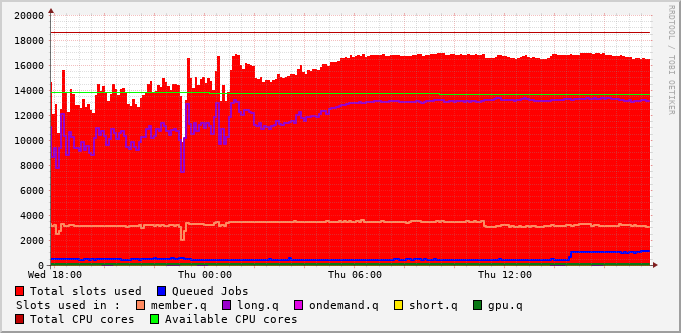 20000
18000
16000
14000
12000
10000
8000
6000
4000
2000
0
Wed 18:00 Thu 00:00 Thu 06:00 Thu 12:00
Total slots used Queued Jobs
Slots used in : member.q long.q ondemand.q short.q gpu.q
Total CPU cores Available CPU cores
RRDTOOL / TOBI OETIKER